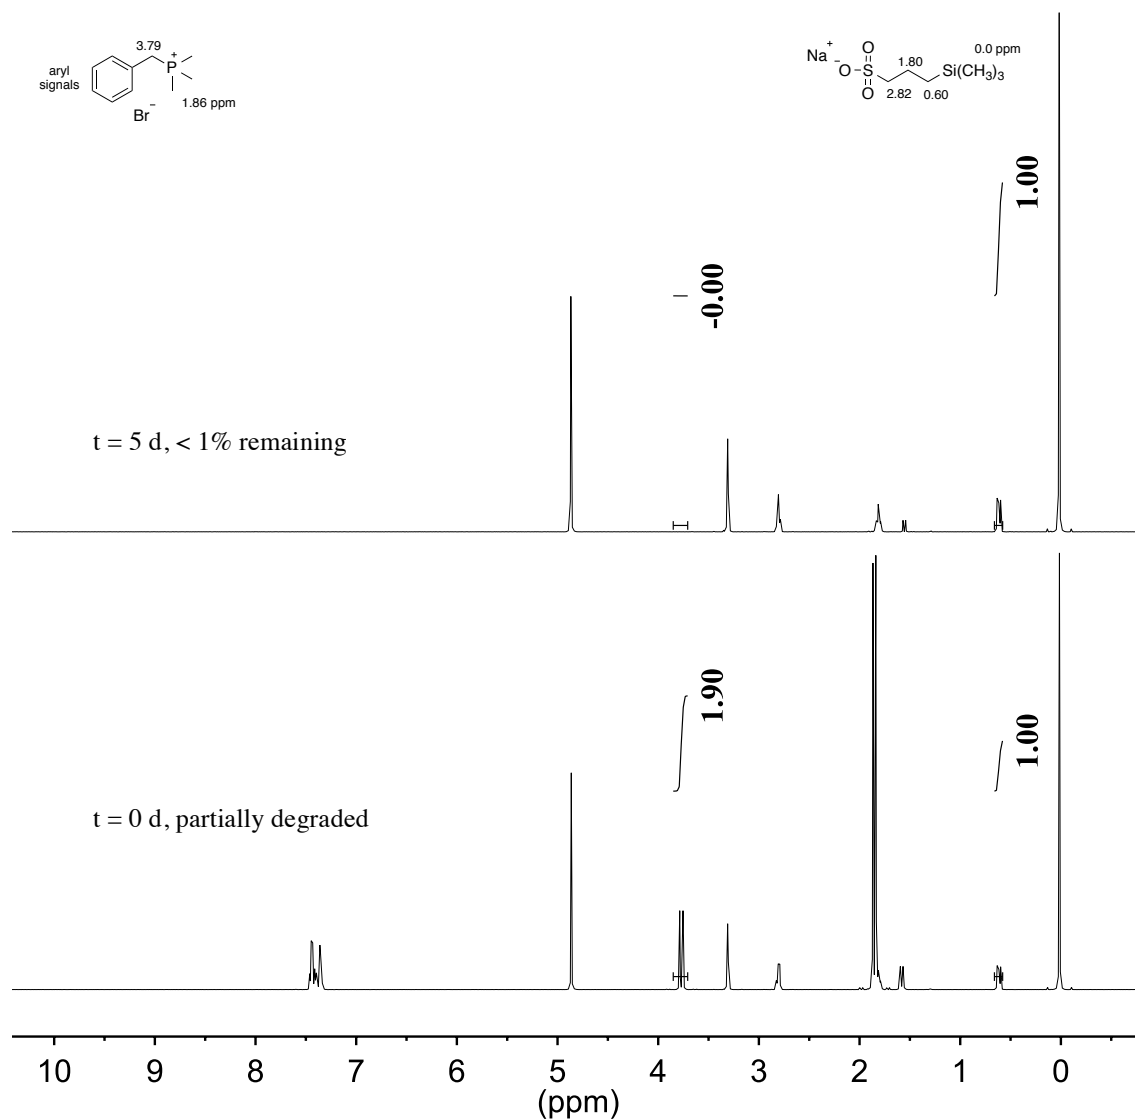 3.79
aryl
signals
P+
Br−
1.86 ppm
Na+
−O
S
O
O
1.80
2.82
0.60
0.0 ppm
Si(CH3)3
1.00
-0.00
t = 5 d, < 1% remaining
1.90
1.00
t = 0 d, partially degraded
10 9 8 7 6 5 4 3 2 1 0
(ppm)